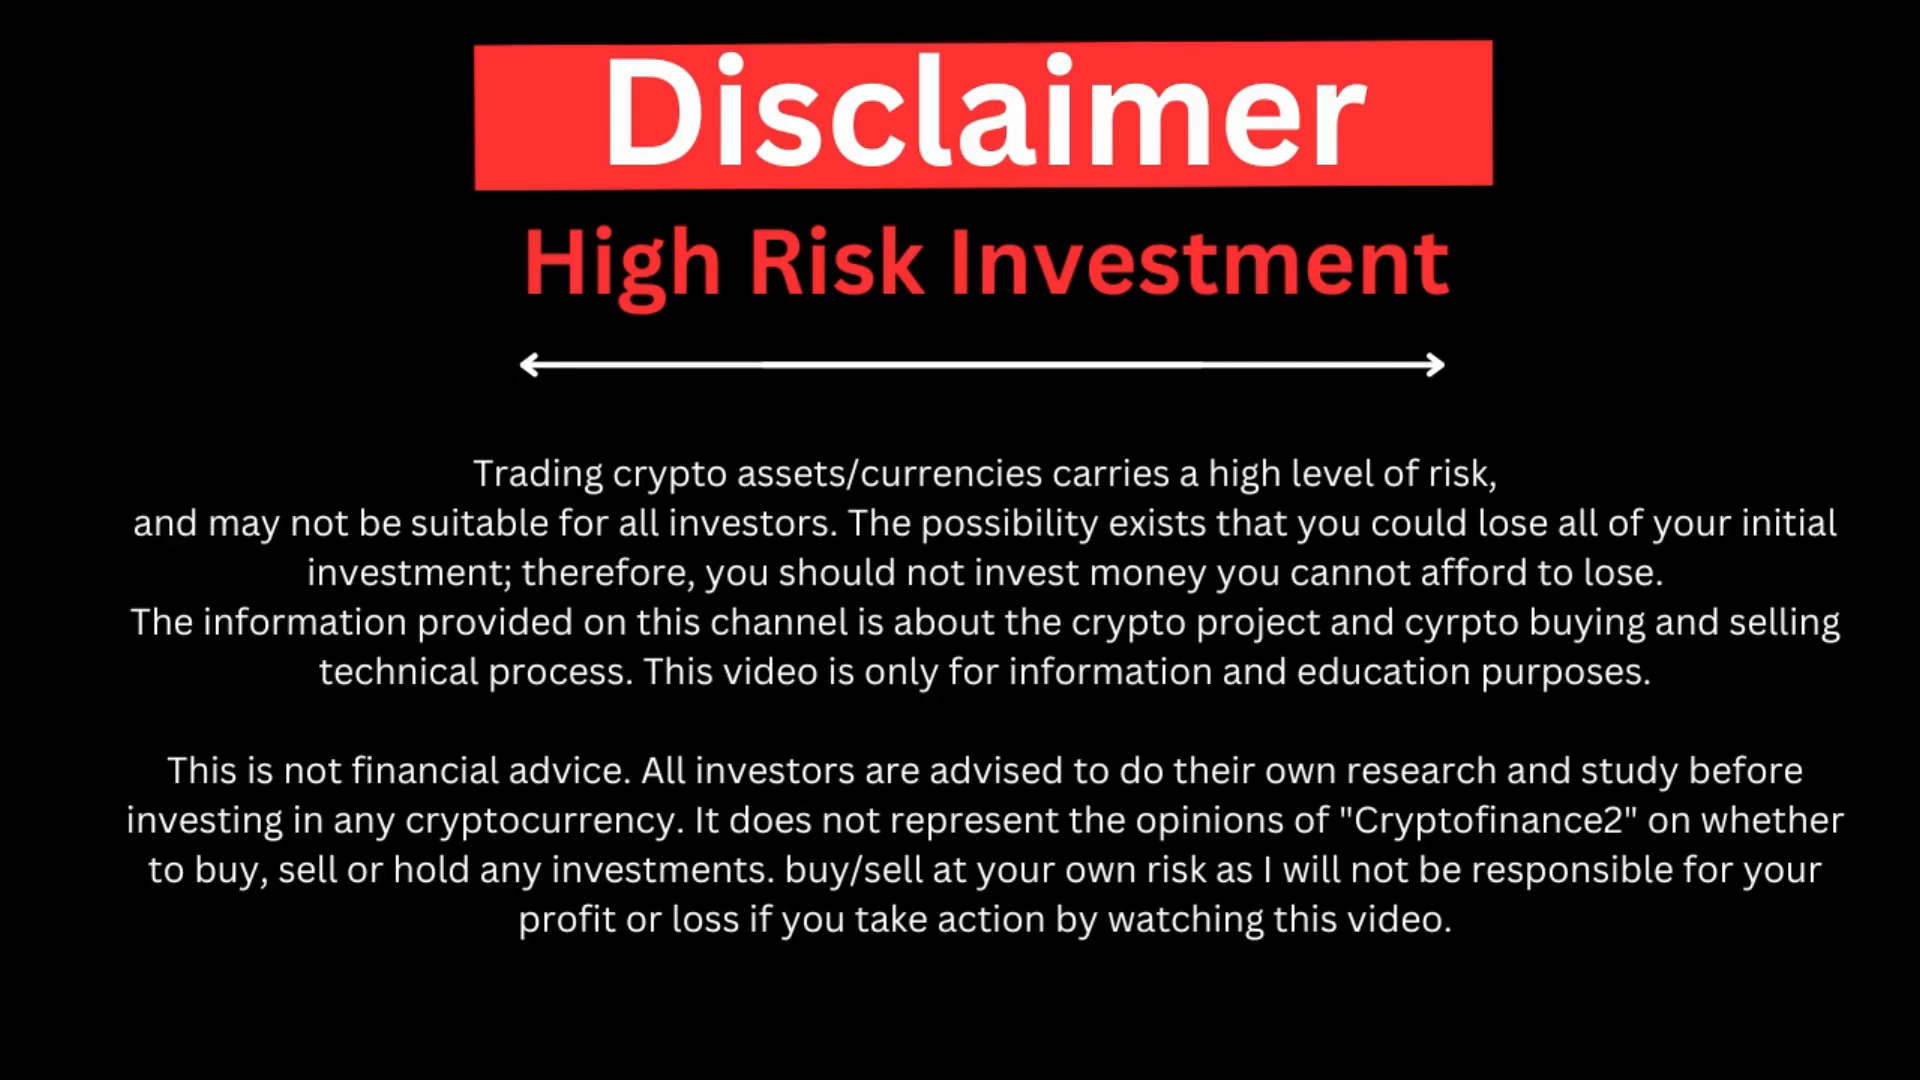 Disclaimer
High Risk Investment
Trading crypto assets/currencies carries a high level of risk,
and may not be suitable for all investors. The possibility exists that you could lose all of your initial
investment; therefore, you should not invest money you cannot afford to lose.
The information provided on this channel is about the crypto project and cyrpto buying and selling
technical process. This video is only for information and education purposes.
This is not financial advice. All investors are advised to do their own research and study before
investing in any cryptocurrency. It does not represent the opinions of "Cryptofinance2" on whether
to buy, sell or hold any investments. buy/sell at your own risk as I will not be responsible for your
profit or loss if you take action by watching this video.